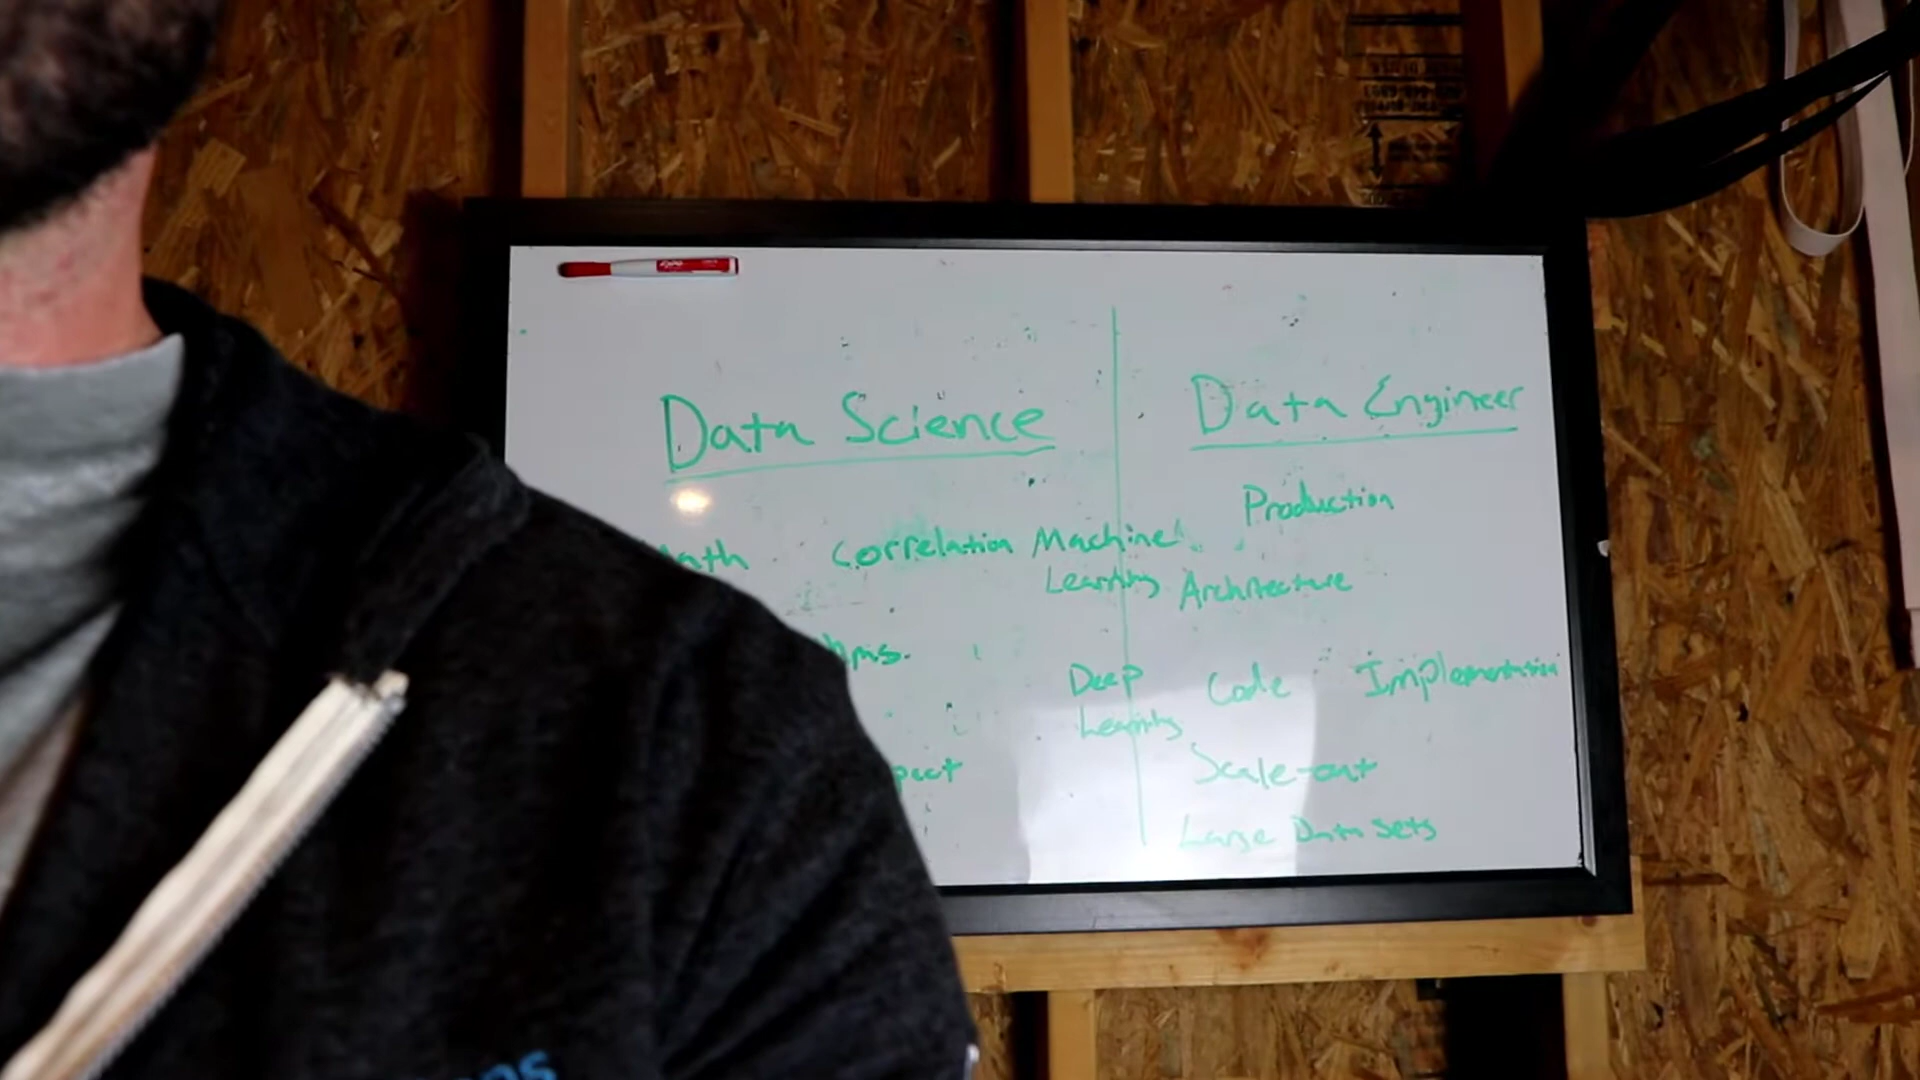 Data Science
Data Engineer
Production
Correlation Machine
Learning
Architecture
Deep
Learning
Code Implementation
Scale-out
Large Data Sets